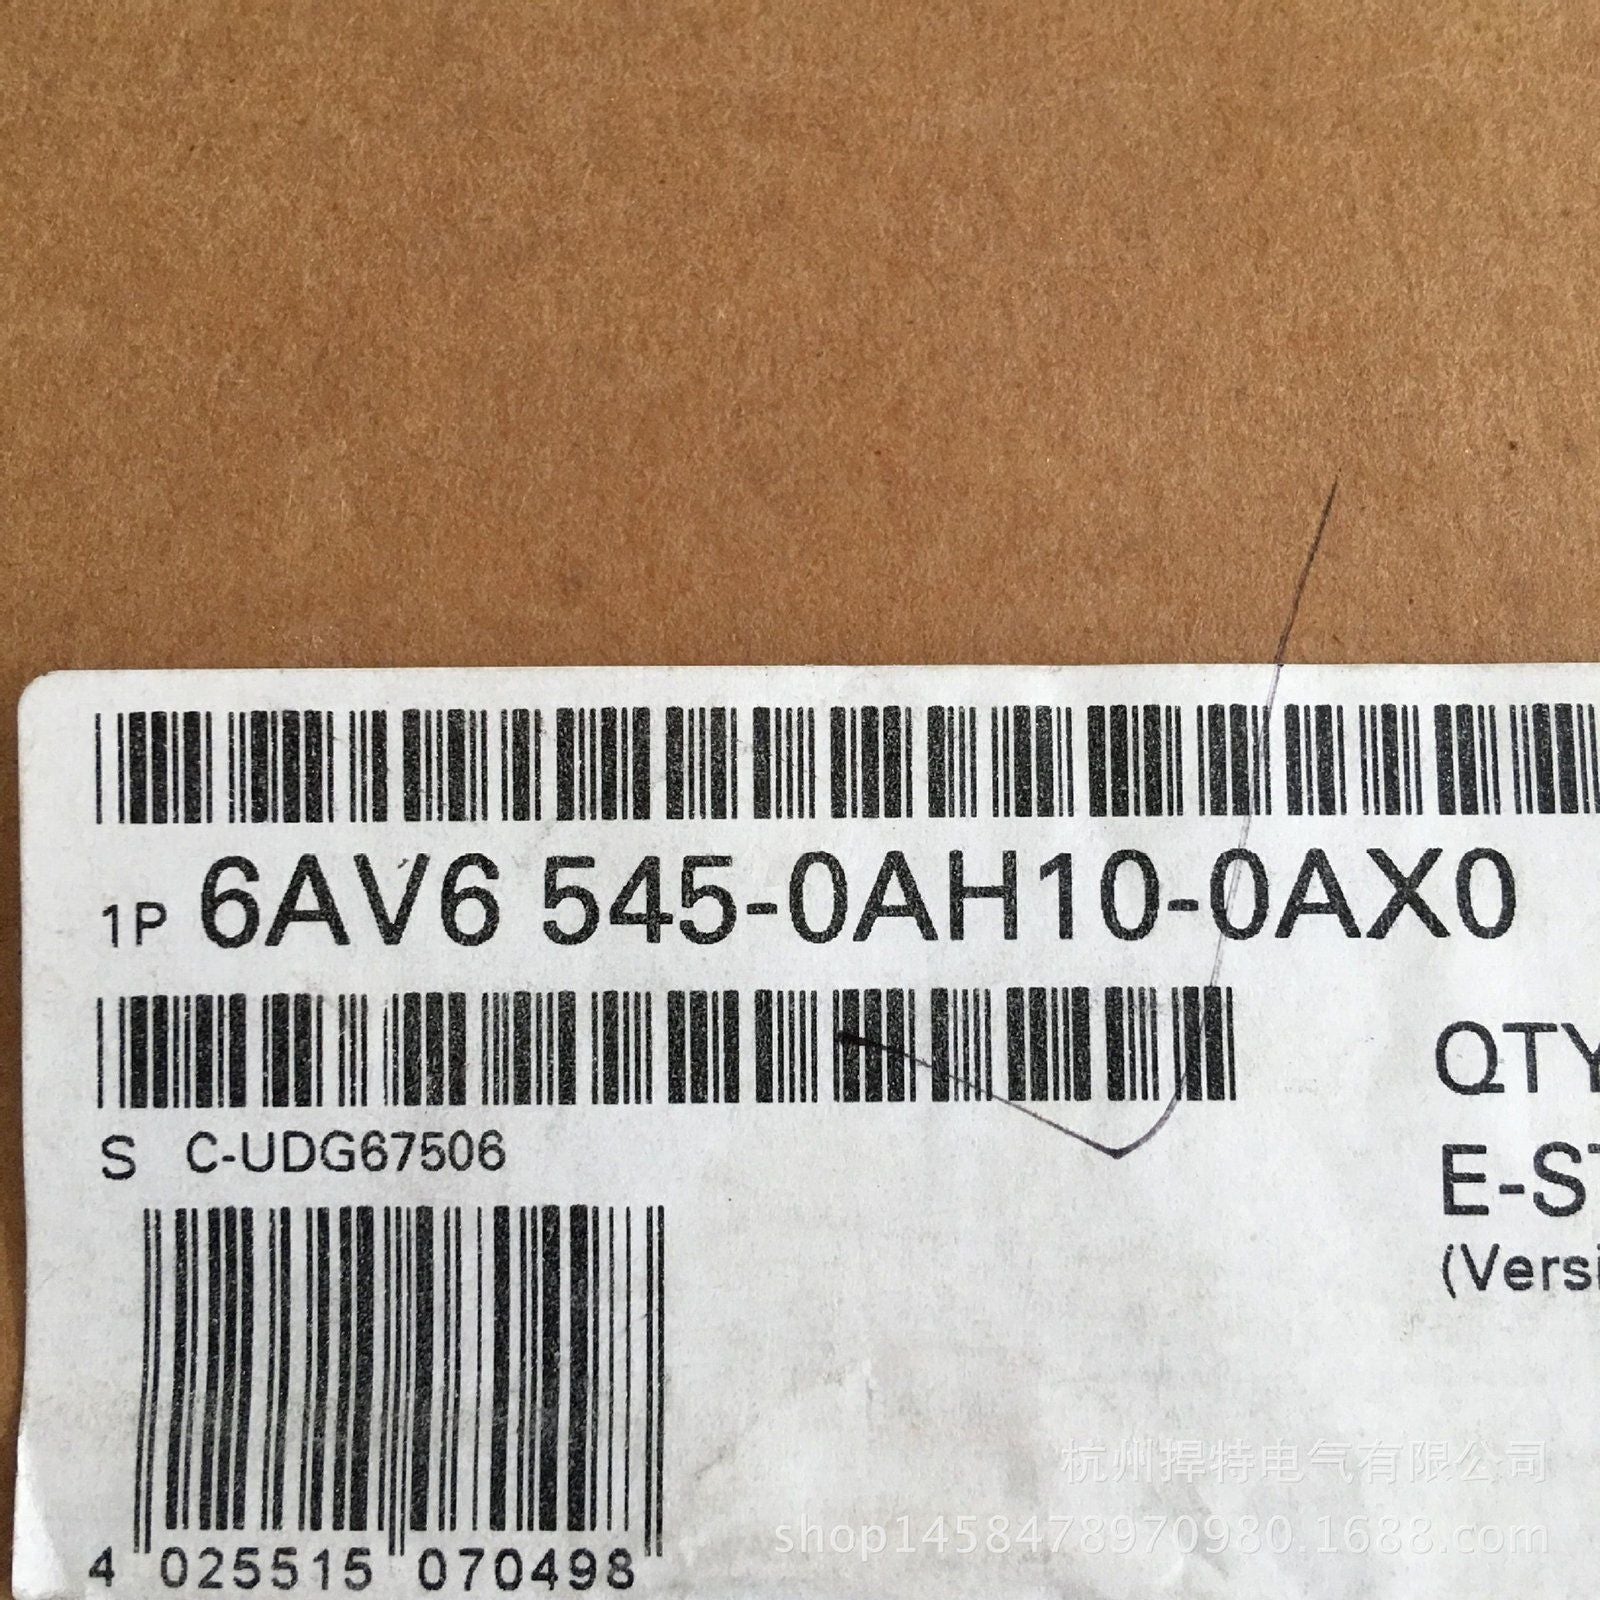 1P 6AV6 545-0AH10-0AX0
QTY
S C-UDG67506
E-ST
(Versi
4 025515 070498
杭州捍特电气有限公司
shop1458478970980.1688.com